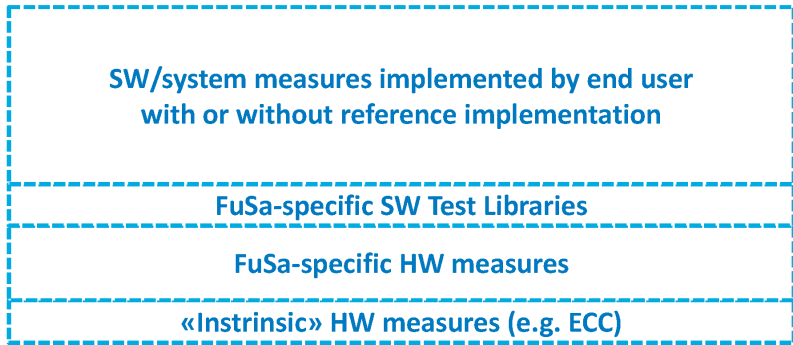 SW/system measures implemented by end user
with or without reference implementation
FuSa-specific SW Test Libraries
FuSa-specific HW measures
«Instrinsic» HW measures (e.g. ECC)